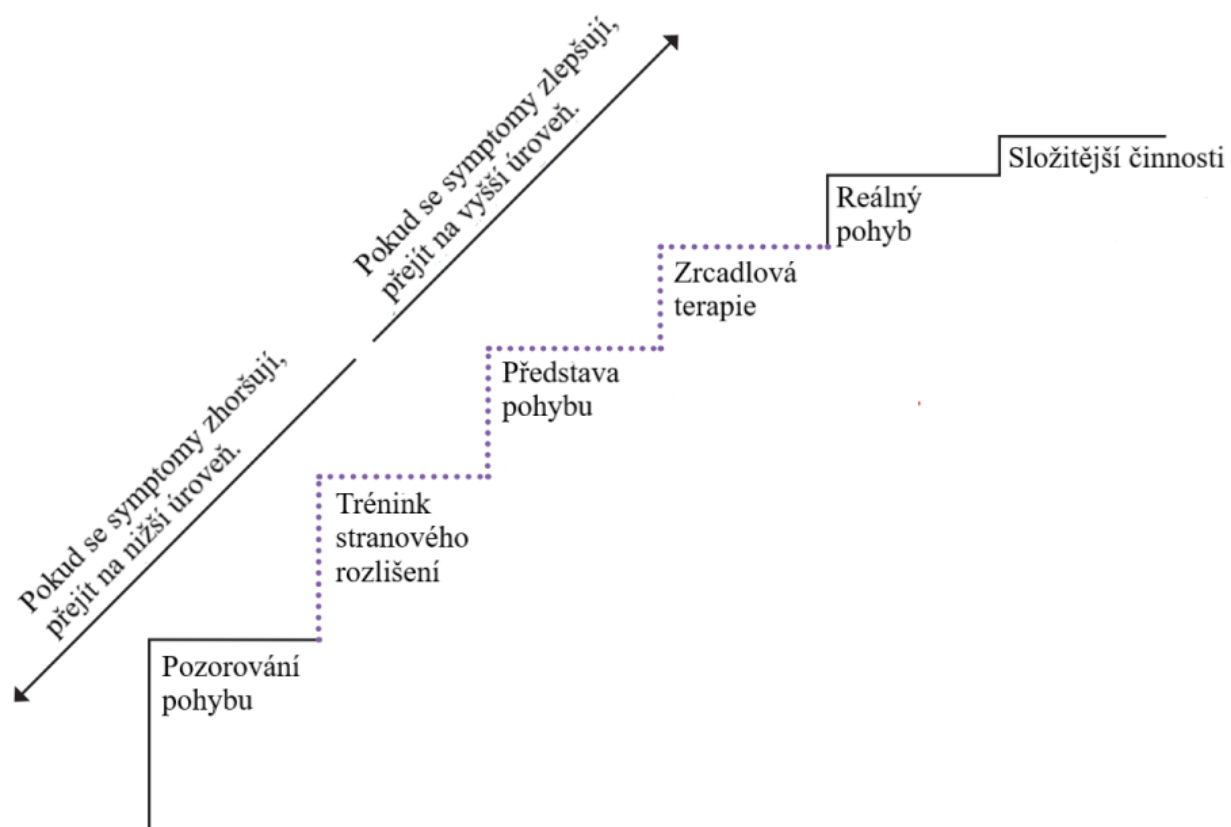 Pokud se symptomy zlepšují,
přejít na vyšší úroveň.
Složitější činnosti
Reálný
pohyb
Zrcadlová
terapie
Představa
pohybu
Pokud se symptomy zhoršují,
přejít na nižší úroveň.
Trénink
stranového
rozlišení
Pozorování
pohybu